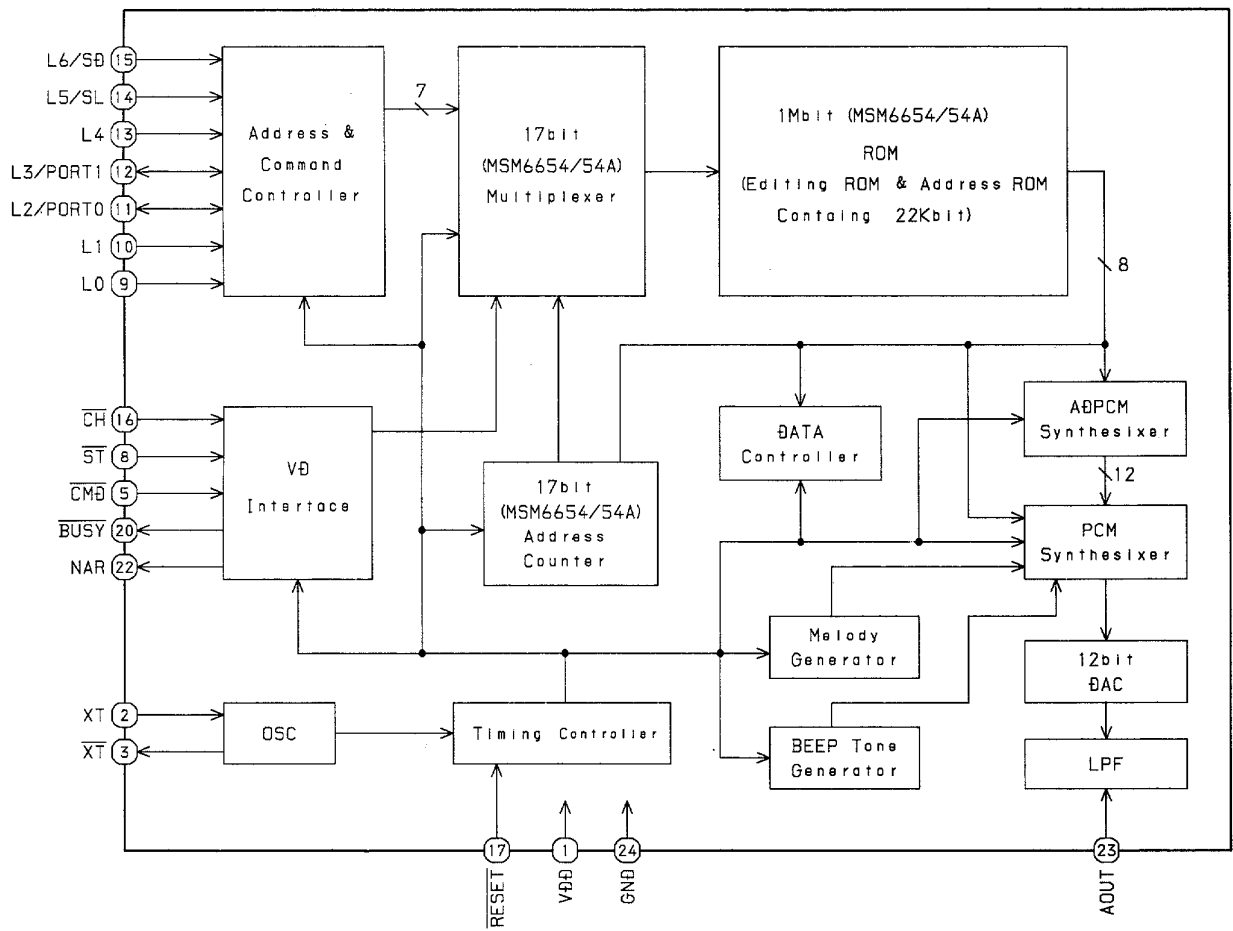 L6/SD 15
L5/SL 14
L4 13
L3/PORT1 12
L2/PORT0 11
L1 10
L0 9
Address &
Command
Controller
7
17bit
(MSM6654/54A)
Multiplexer
1Mbit (MSM6654/54A)
ROM
(Editing ROM & Address ROM
Containg 22Kbit)
8
CH 16
ST 8
CMD 5
BUSY 20
NAR 22
VD
Intertace
17bit
(MSM6654/54A)
Address
Counter
DATA
Controller
ADPCM
Synthesixer
12
PCM
Synthesixer
Melody
Generator
12bit
DAC
XT 2
XT 3
OSC
Timing Controller
BEEP Tone
Generator
LPF
17
1
24
23
RESET
VDD
GND
AOUT